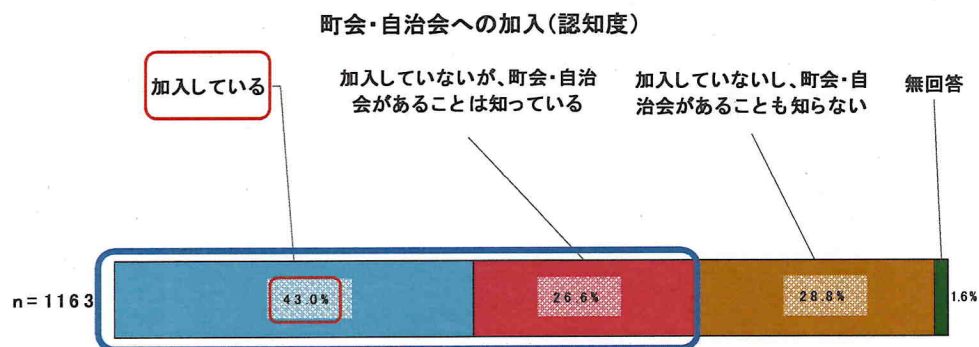 町会・自治会への加入(認知度)
加入している
加入していないが、町会・自治
会があることは知っている
加入していないし、町会・自
治会があることも知らない
無回答
n=1163
43.0%
26.6%
28.8%
1.6%